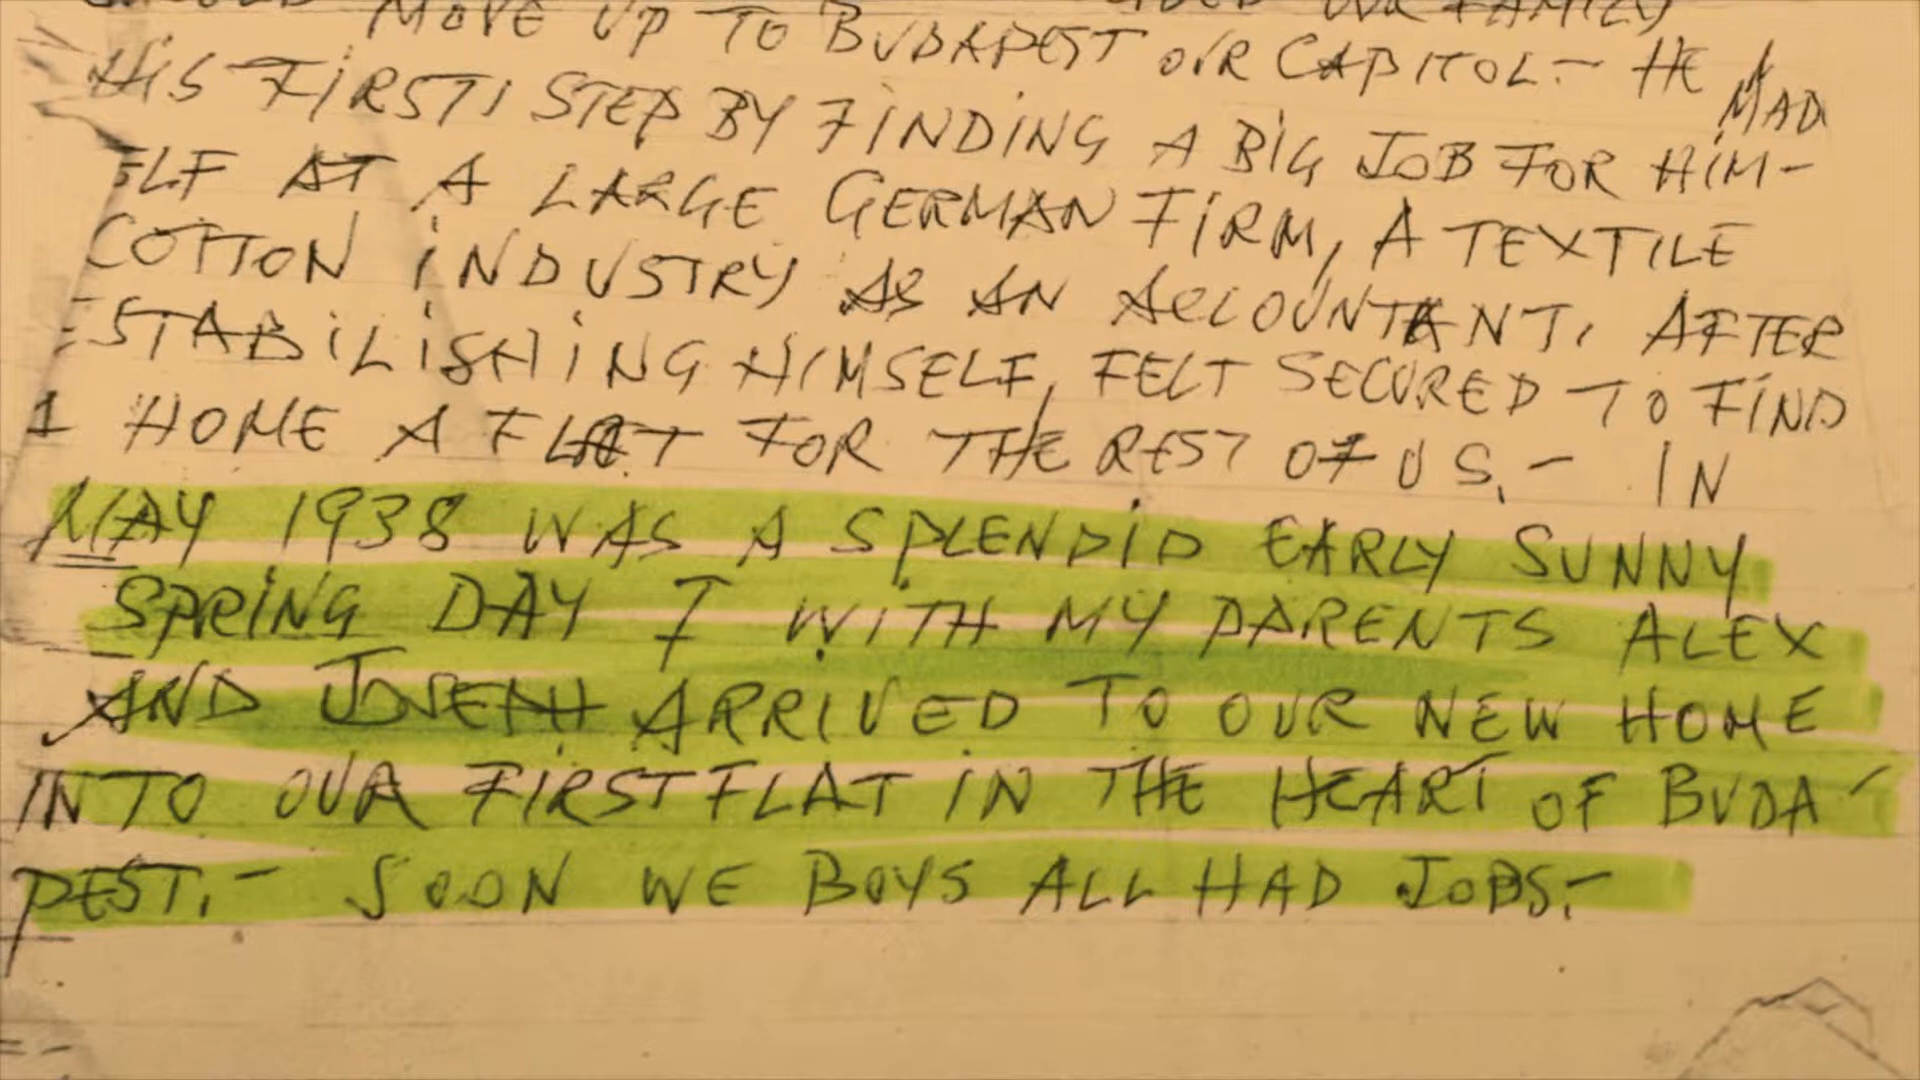 OUR FAMILY
MOVE UP TO BUDAPEST OUR CAPITOL.- HE MAD
HIS FIRST STEP BY FINDING A BIG JOB FOR HIM-
ELF AT A LARGE GERMAN FIRM, A TEXTILE
COTTON INDUSTRY AS AN ACCOUNTANT. AFTER
ESTABILISHING HIMSELF, FELT SECURED TO FIND
HOME A FLAT FOR THE REST OF US.- IN
MAY 1938 WAS A SPLENDID EARLY SUNNY
SPRING DAY I WITH MY PARENTS ALEX
AND JOSEPH ARRIVED TO OUR NEW HOME
INTO OUR FIRST FLAT IN THE HEART OF BUDA-
PEST.- SOON WE BOYS ALL HAD JOBS.-